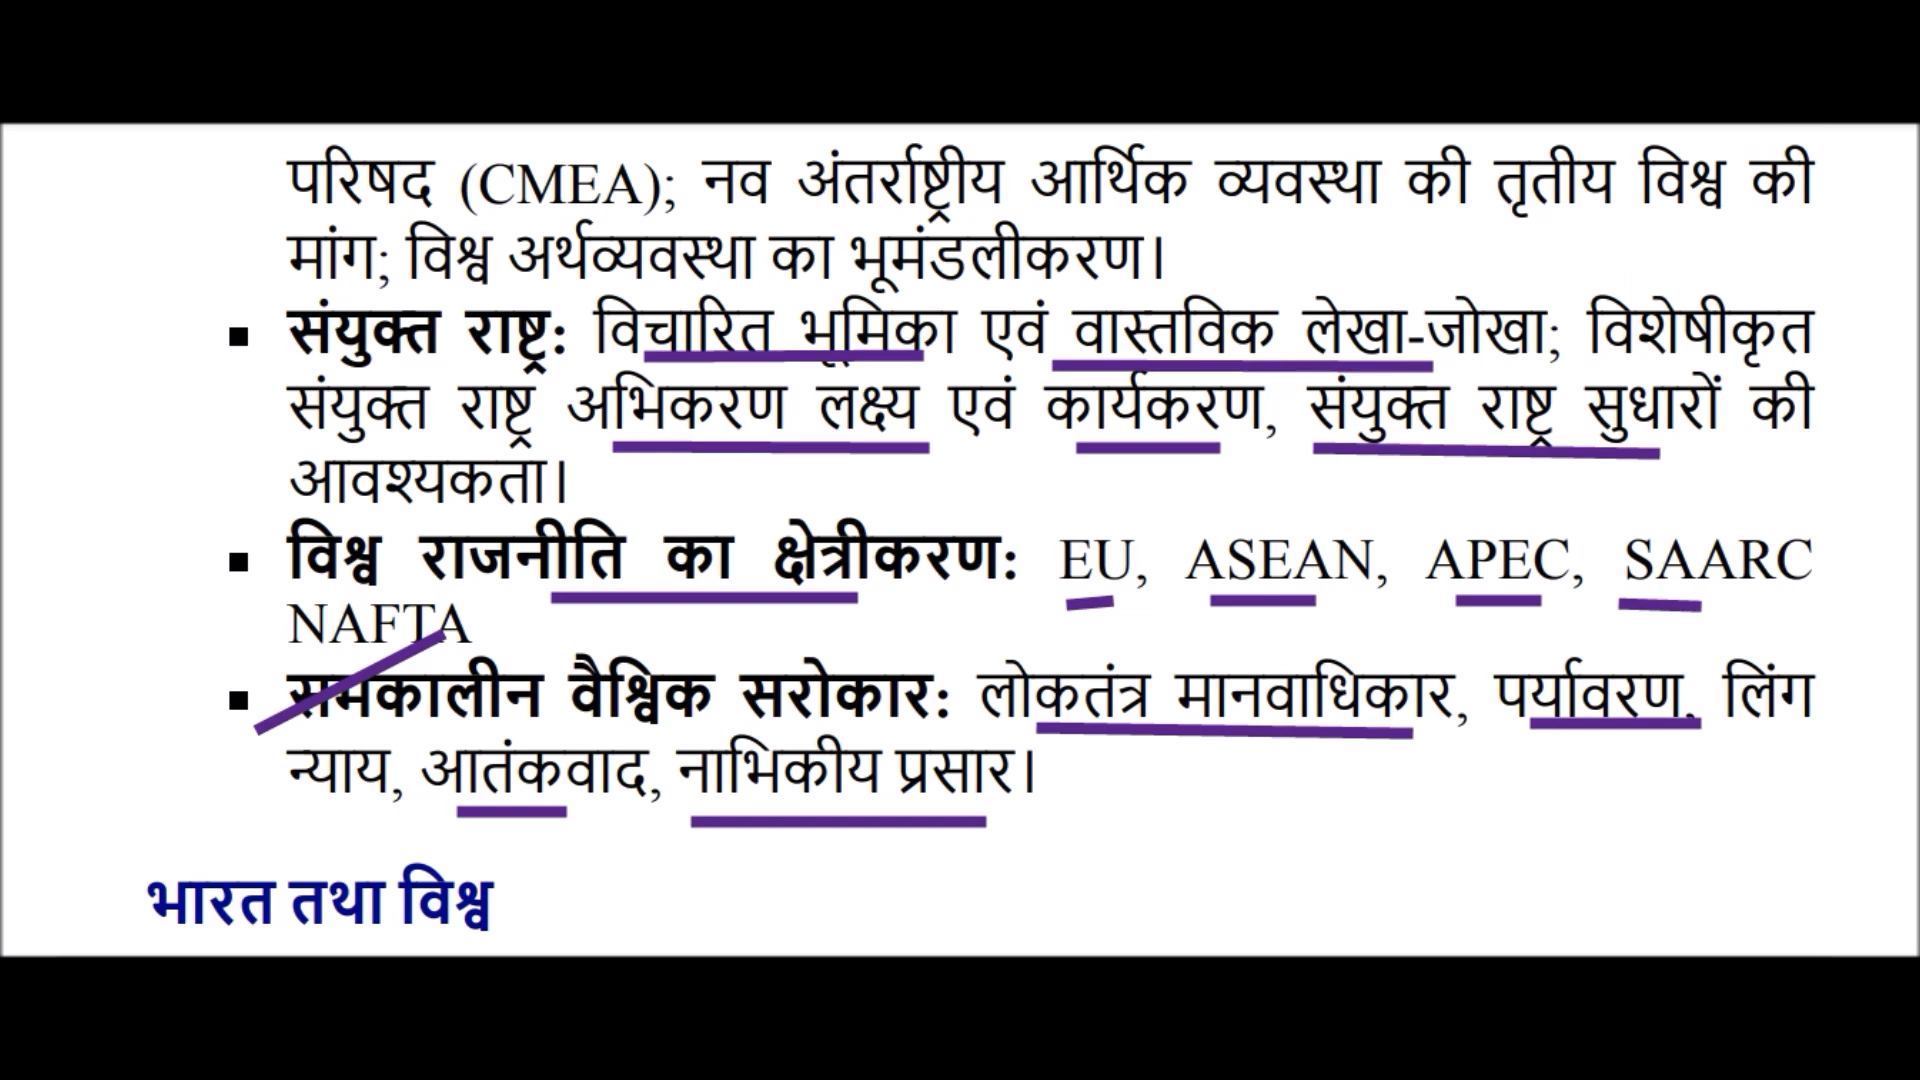 परिषद (CMEA); नव अंतर्राष्ट्रीय आर्थिक व्यवस्था की तृतीय विश्व की
मांग; विश्व अर्थव्यवस्था का भूमंडलीकरण।
▪ संयुक्त राष्ट्र: विचारित भूमिका एवं वास्तविक लेखा-जोखा; विशेषीकृत
संयुक्त राष्ट्र अभिकरण लक्ष्य एवं कार्यकरण, संयुक्त राष्ट्र सुधारों की
आवश्यकता।
▪ विश्व राजनीति का क्षेत्रीकरण: EU, ASEAN, APEC, SAARC
NAFTA
▪ समकालीन वैश्विक सरोकार: लोकतंत्र मानवाधिकार, पर्यावरण, लिंग
न्याय, आतंकवाद, नाभिकीय प्रसार।
भारत तथा विश्व